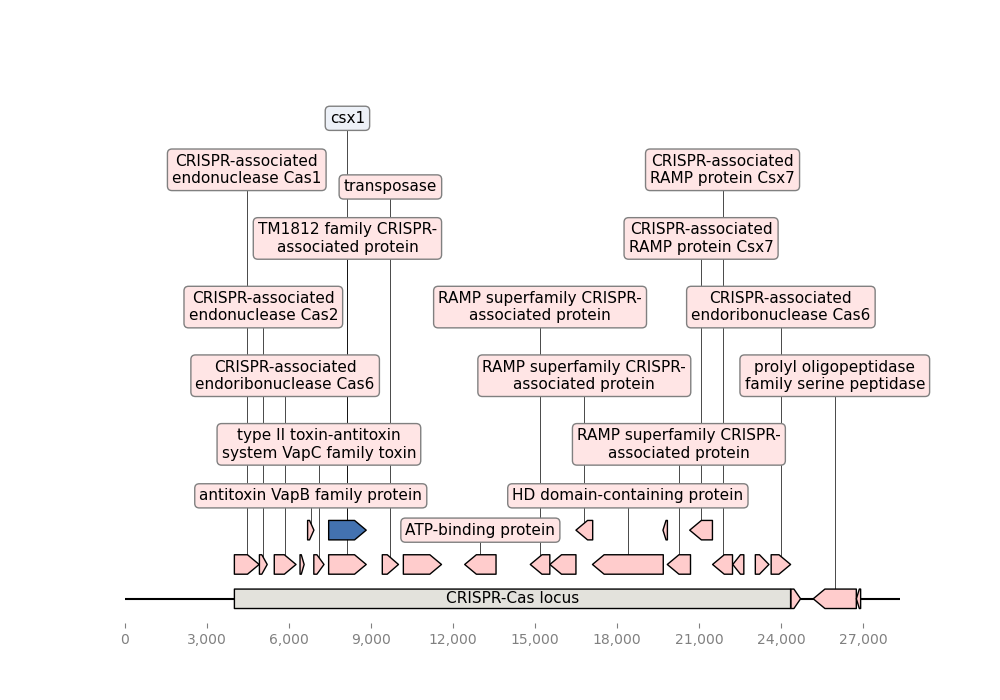 csx1
CRISPR-associated
endonuclease Cas1
CRISPR-associated
RAMP protein Csx7
transposase
TM1812 family CRISPR-
associated protein
CRISPR-associated
RAMP protein Csx7
CRISPR-associated
endonuclease Cas2
RAMP superfamily CRISPR-
associated protein
CRISPR-associated
endoribonuclease Cas6
CRISPR-associated
endoribonuclease Cas6
RAMP superfamily CRISPR-
associated protein
prolyl oligopeptidase
family serine peptidase
type II toxin-antitoxin
system VapC family toxin
RAMP superfamily CRISPR-
associated protein
antitoxin VapB family protein
HD domain-containing protein
ATP-binding protein
CRISPR-Cas locus
0 3,000 6,000 9,000 12,000 15,000 18,000 21,000 24,000 27,000